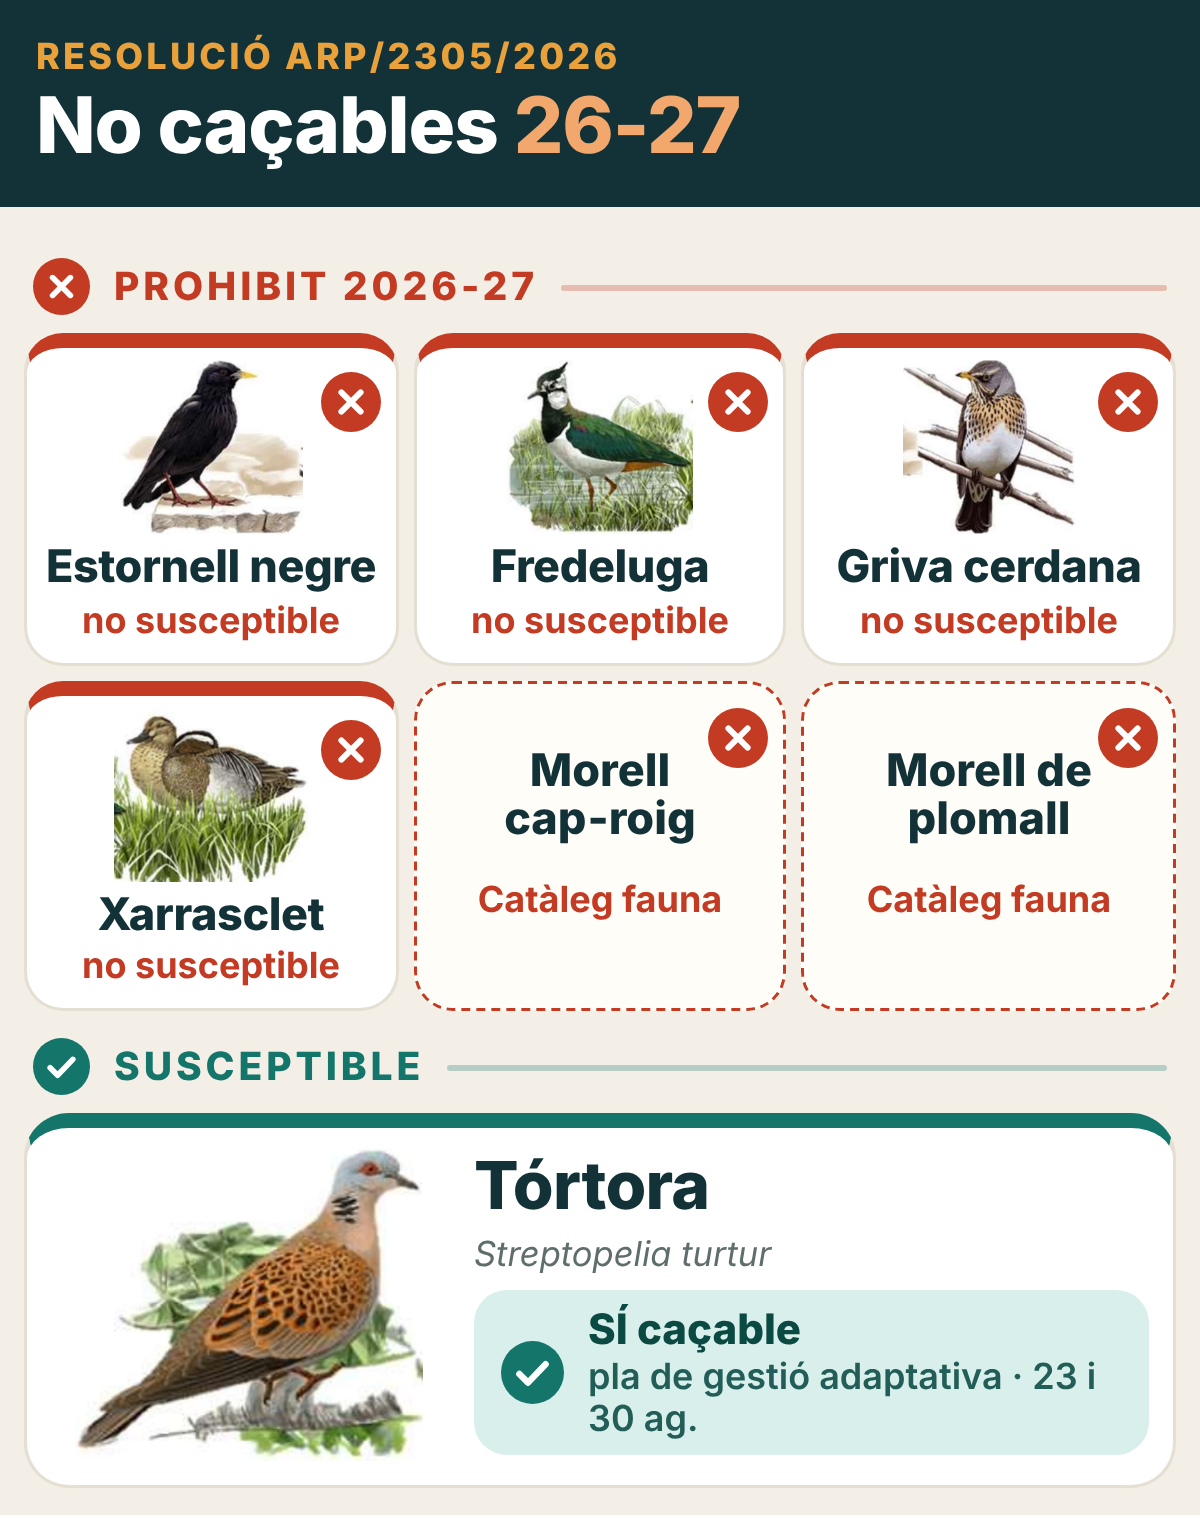 RESOLUCIÓ ARP/2305/2026
No caçables 26-27
PROHIBIT 2026-27
Estornell negre
no susceptible
Fredeluga
no susceptible
Griva cerdana
no susceptible
Xarrasclet
no susceptible
Morell
cap-roig
Catàleg fauna
Morell de
plomall
Catàleg fauna
SUSCEPTIBLE
Tórtora
Streptopelia turtur
SÍ caçable
pla de gestió adaptativa · 23 i
30 ag.